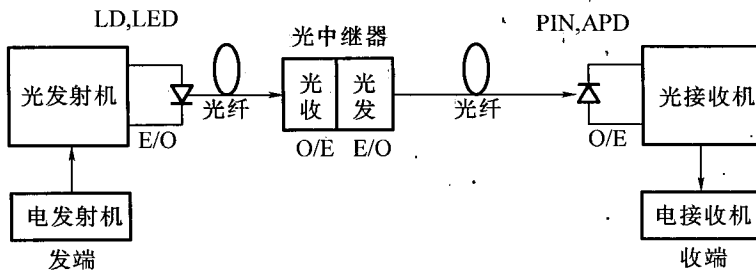 LD,LED
PIN,APD
光中继器
光发射机
光纤
光收
光发
光纤
光接收机
E/O
O/E
E/O
O/E
电发射机
电接收机
发端
收端